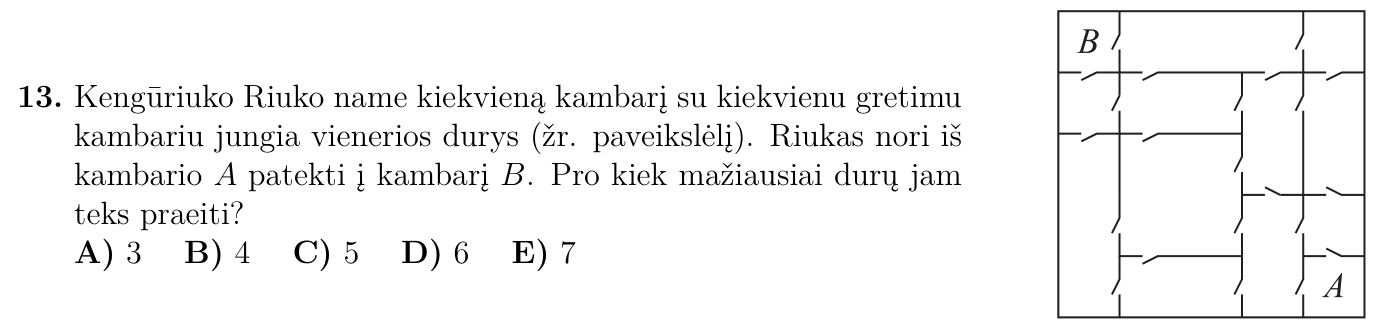 13. Kengūriuko Riuko name kiekvieną kambarį su kiekvienu gretimu
kambariu jungia vienerios durys (žr. paveikslėlį). Riukas nori iš
kambario A patekti į kambarį B. Pro kiek mažiausiai durų jam
teks praeiti?
A) 3 B) 4 C) 5 D) 6 E) 7
B
A